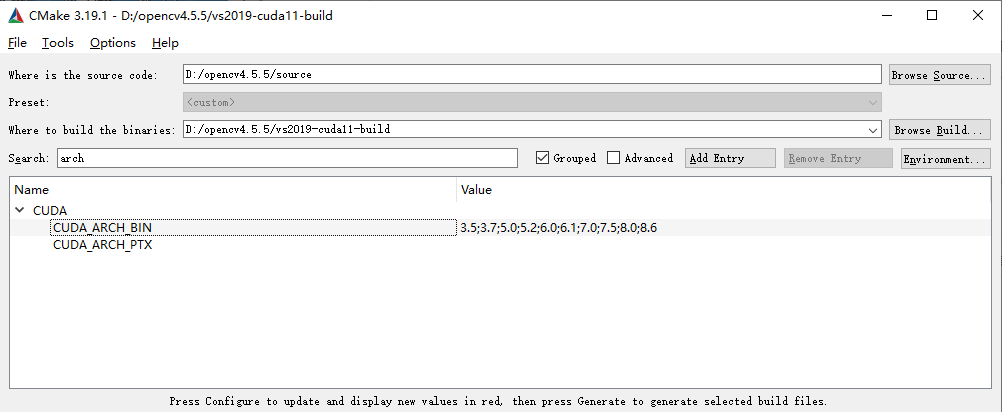 CMake 3.19.1 - D:/opencv4.5.5/vs2019-cuda11-build
File Tools Options Help
Where is the source code: D:/opencv4.5.5/source Browse Source...
Preset: <custom>
Where to build the binaries: D:/opencv4.5.5/vs2019-cuda11-build Browse Build...
Search: arch Grouped Advanced Add Entry Remove Entry Environment...
Name Value
CUDA
CUDA_ARCH_BIN 3.5;3.7;5.0;5.2;6.0;6.1;7.0;7.5;8.0;8.6
CUDA_ARCH_PTX
Press Configure to update and display new values in red, then press Generate to generate selected build files.